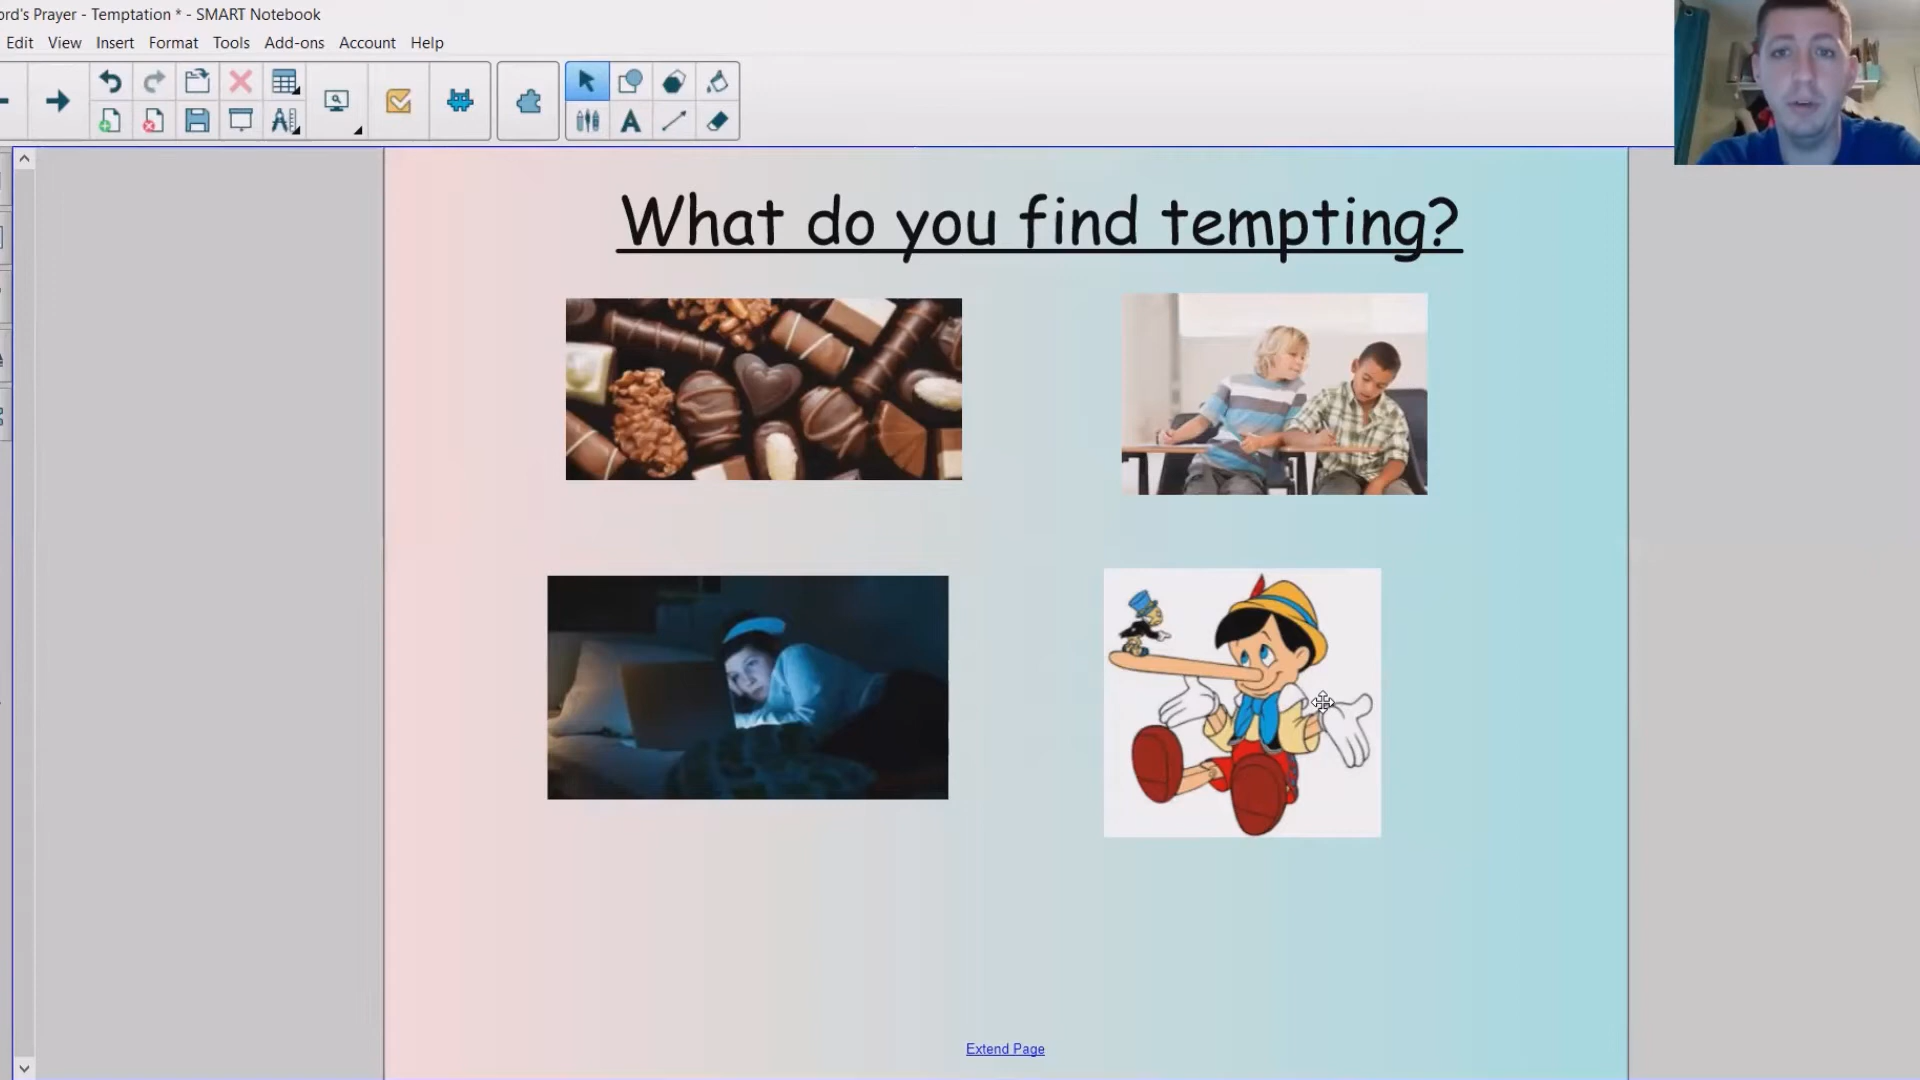 ord's Prayer - Temptation * - SMART Notebook
Edit View Insert Format Tools Add-ons Account Help
What do you find tempting?
Extend Page